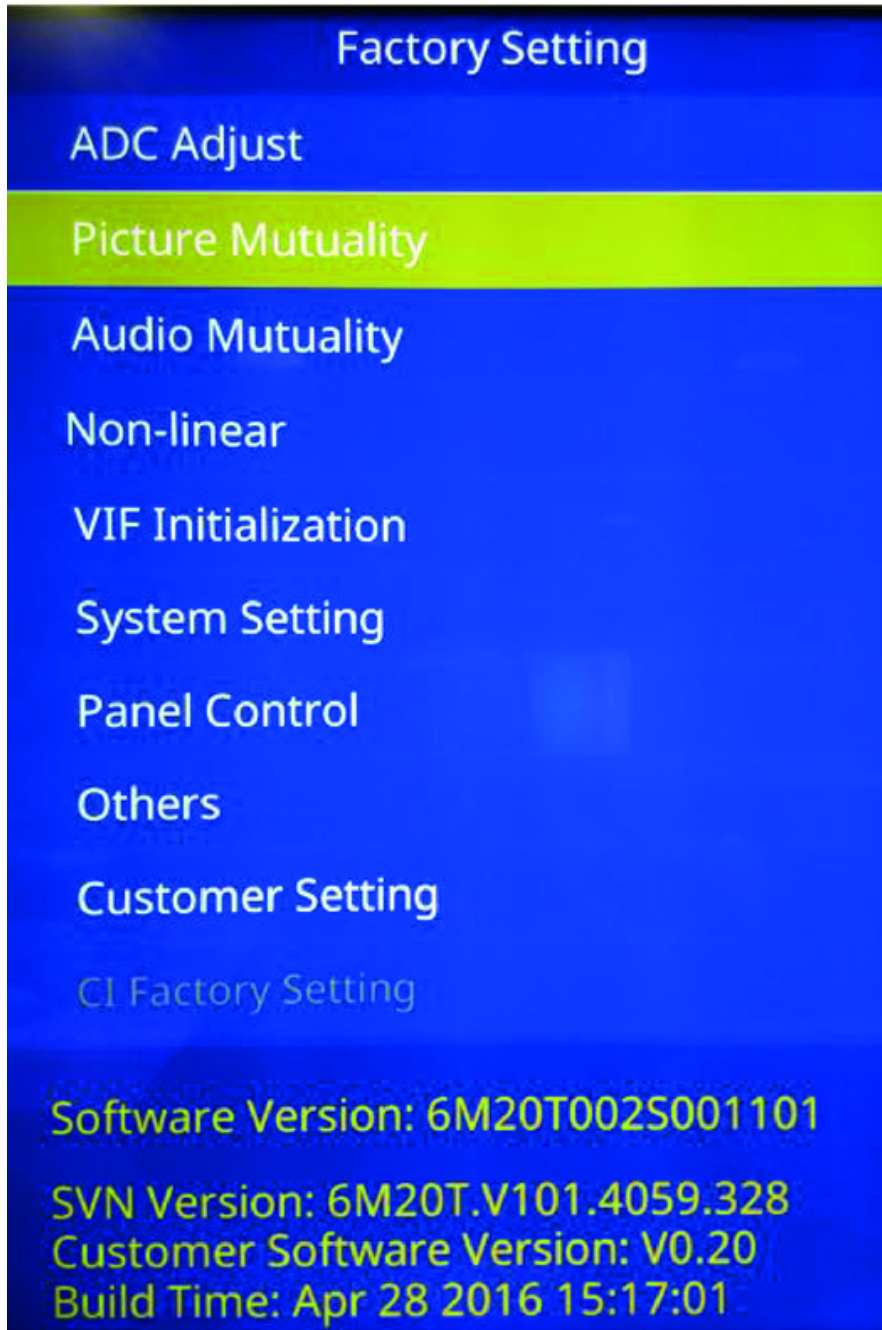 Factory Setting
ADC Adjust
Picture Mutuality
Audio Mutuality
Non-linear
VIF Initialization
System Setting
Panel Control
Others
Customer Setting
CI Factory Setting
Software Version: 6M20T002S001101
SVN Version: 6M20T.V101.4059.328
Customer Software Version: V0.20
Build Time: Apr 28 2016 15:17:01